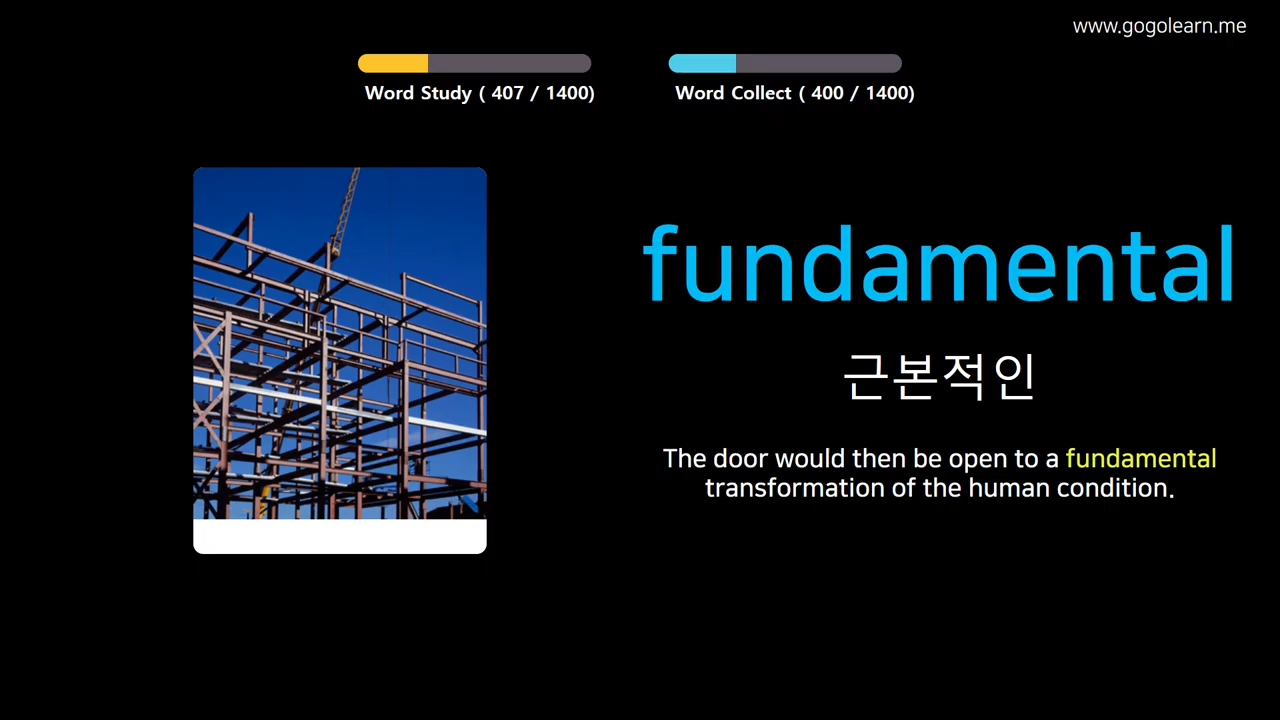 www.gogolearn.me
Word Study ( 407 / 1400)
Word Collect ( 400 / 1400)
fundamental
근본적인
The door would then be open to a fundamental
transformation of the human condition.